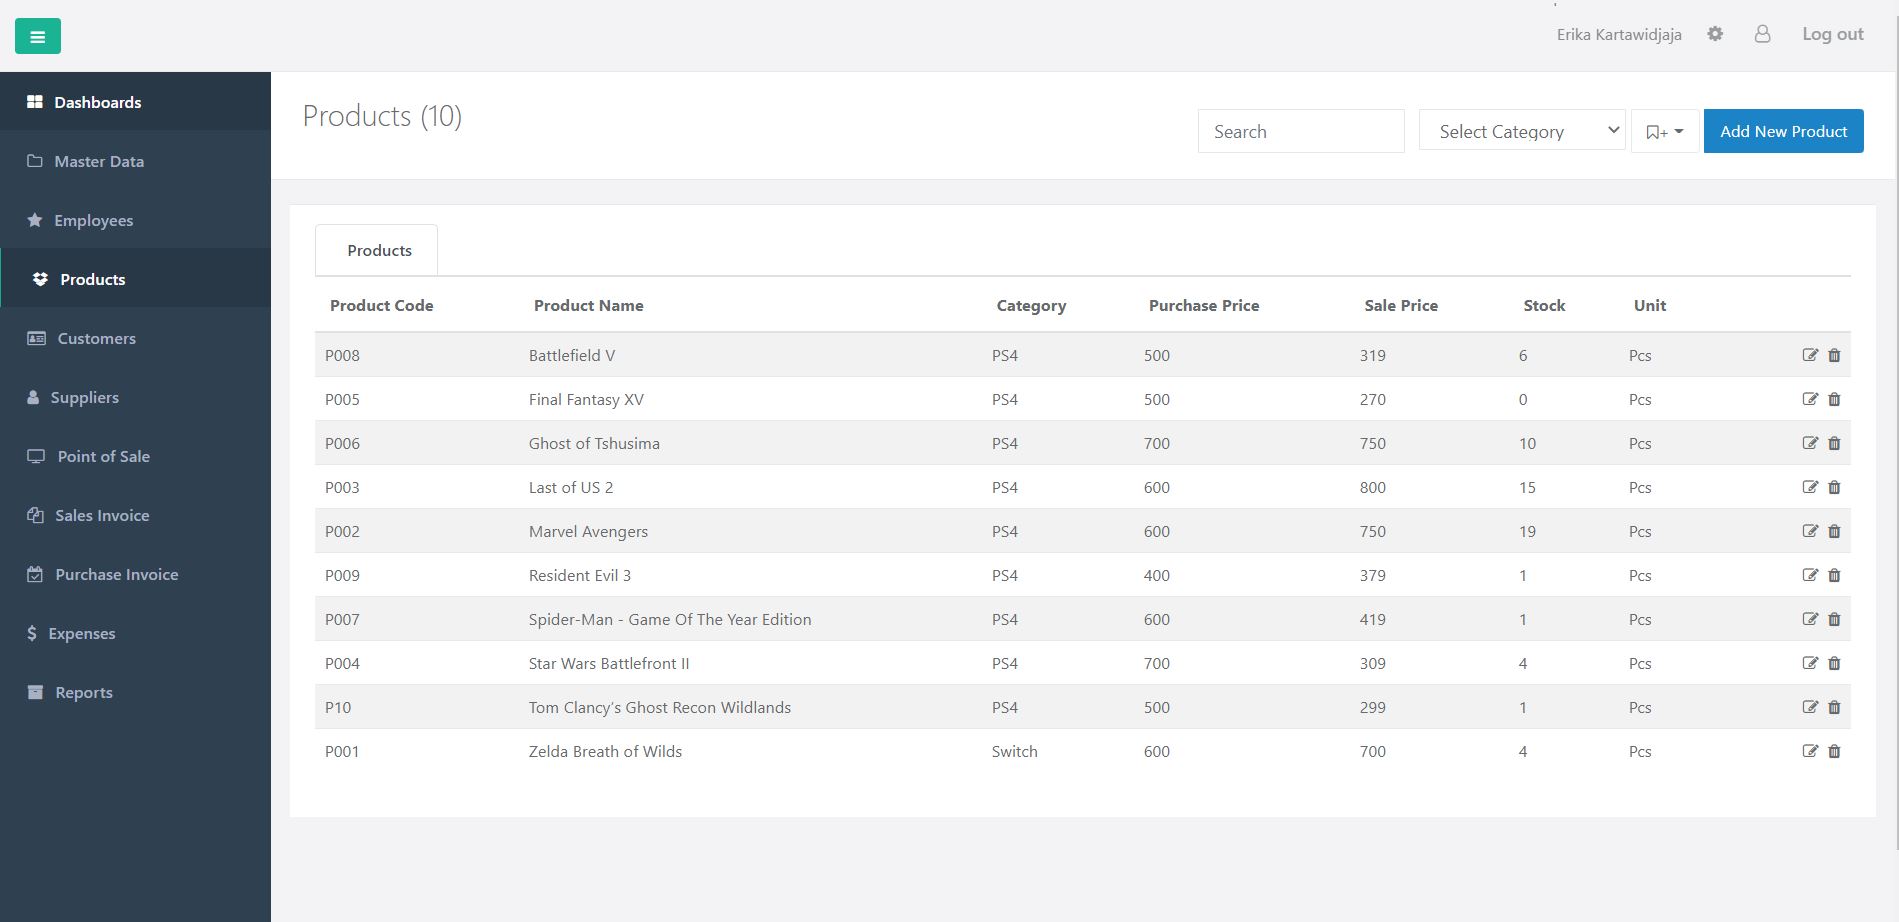 Erika Kartawidjaja Log out
Dashboards
Master Data
Employees
Products
Customers
Suppliers
Point of Sale
Sales Invoice
Purchase Invoice
Expenses
Reports
Products (10)
Search Select Category + Add New Product
Products
Product Code Product Name Category Purchase Price Sale Price Stock Unit
P008 Battlefield V PS4 500 319 6 Pcs
P005 Final Fantasy XV PS4 500 270 0 Pcs
P006 Ghost of Tshusima PS4 700 750 10 Pcs
P003 Last of US 2 PS4 600 800 15 Pcs
P002 Marvel Avengers PS4 600 750 19 Pcs
P009 Resident Evil 3 PS4 400 379 1 Pcs
P007 Spider-Man - Game Of The Year Edition PS4 600 419 1 Pcs
P004 Star Wars Battlefront II PS4 700 309 4 Pcs
P10 Tom Clancy's Ghost Recon Wildlands PS4 500 299 1 Pcs
P001 Zelda Breath of Wilds Switch 600 700 4 Pcs